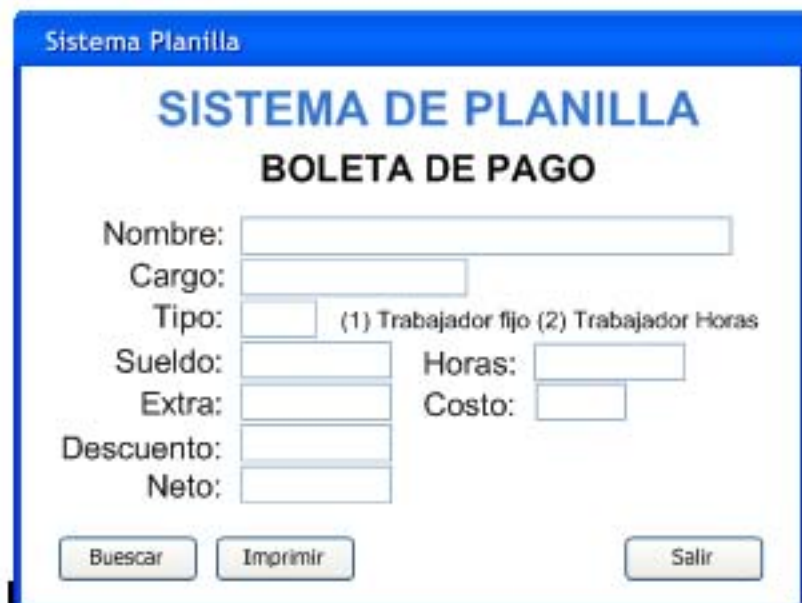 Sistema Planilla
SISTEMA DE PLANILLA
BOLETA DE PAGO
Nombre:
Cargo:
Tipo: (1) Trabajador fijo (2) Trabajador Horas
Sueldo: Horas:
Extra: Costo:
Descuento:
Neto:
Buescar Imprimir Salir